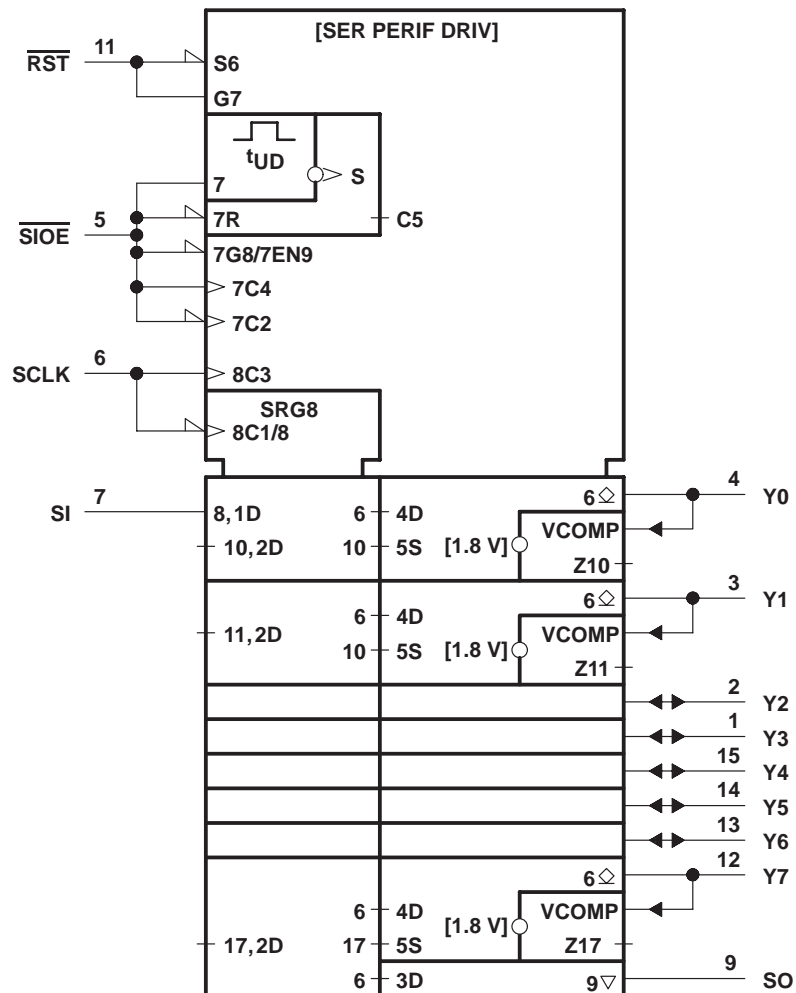 [SER PERIF DRIV]
RST 11 S6
G7
tUD
S
7
SIOE 5 7R C5
7G8/7EN9
7C4
7C2
SCLK 6 8C3
SRG8
8C1/8
SI 7 8,1D 6 4D 6 4 Y0
VCOMP
10,2D 10 5S [1.8 V]
Z10
6 3 Y1
6 4D
11,2D VCOMP
10 5S [1.8 V]
Z11
2 Y2
1 Y3
15 Y4
14 Y5
13 Y6
6 12 Y7
6 4D VCOMP
[1.8 V]
17,2D 17 5S Z17
6 3D 9 9 SO